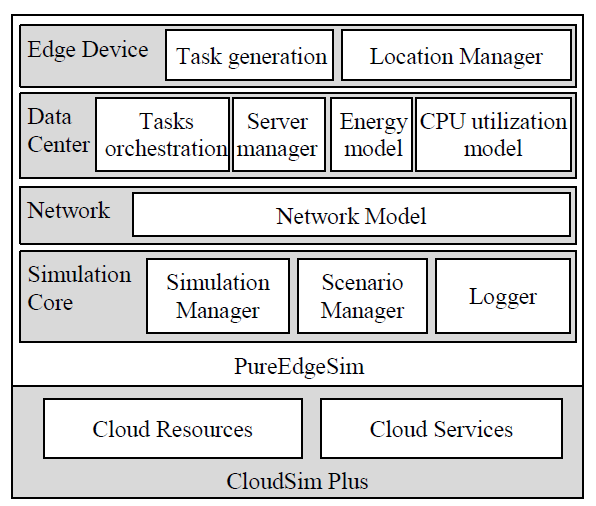 Edge Device
Task generation
Location Manager
Data
Center
Tasks
orchestration
Server
manager
Energy
model
CPU utilization
model
Network
Network Model
Simulation
Core
Simulation
Manager
Scenario
Manager
Logger
PureEdgeSim
Cloud Resources
Cloud Services
CloudSim Plus